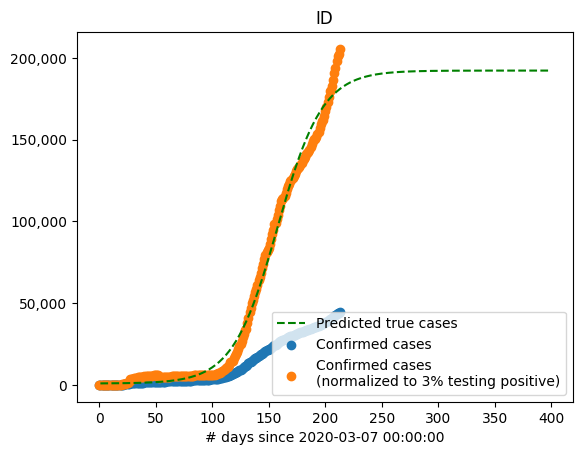 ID
200,000
150,000
100,000
50,000
0
Predicted true cases
Confirmed cases
Confirmed cases
(normalized to 3% testing positive)
0 50 100 150 200 250 300 350 400
# days since 2020-03-07 00:00:00